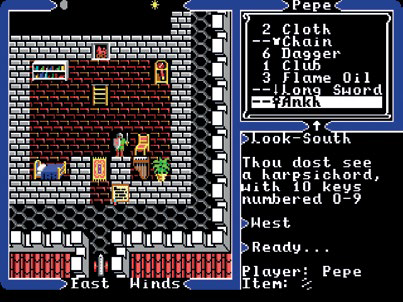 Pepe
2 Cloth
--Chain
6 Dagger
1 Club
3 Flame Oil
--Long Sword
--Ankh
Look-South
Thou dost see
a harpsichord,
with 10 keys
numbered 0-9
West
Ready...
Player: Pepe
Item:
East Winds